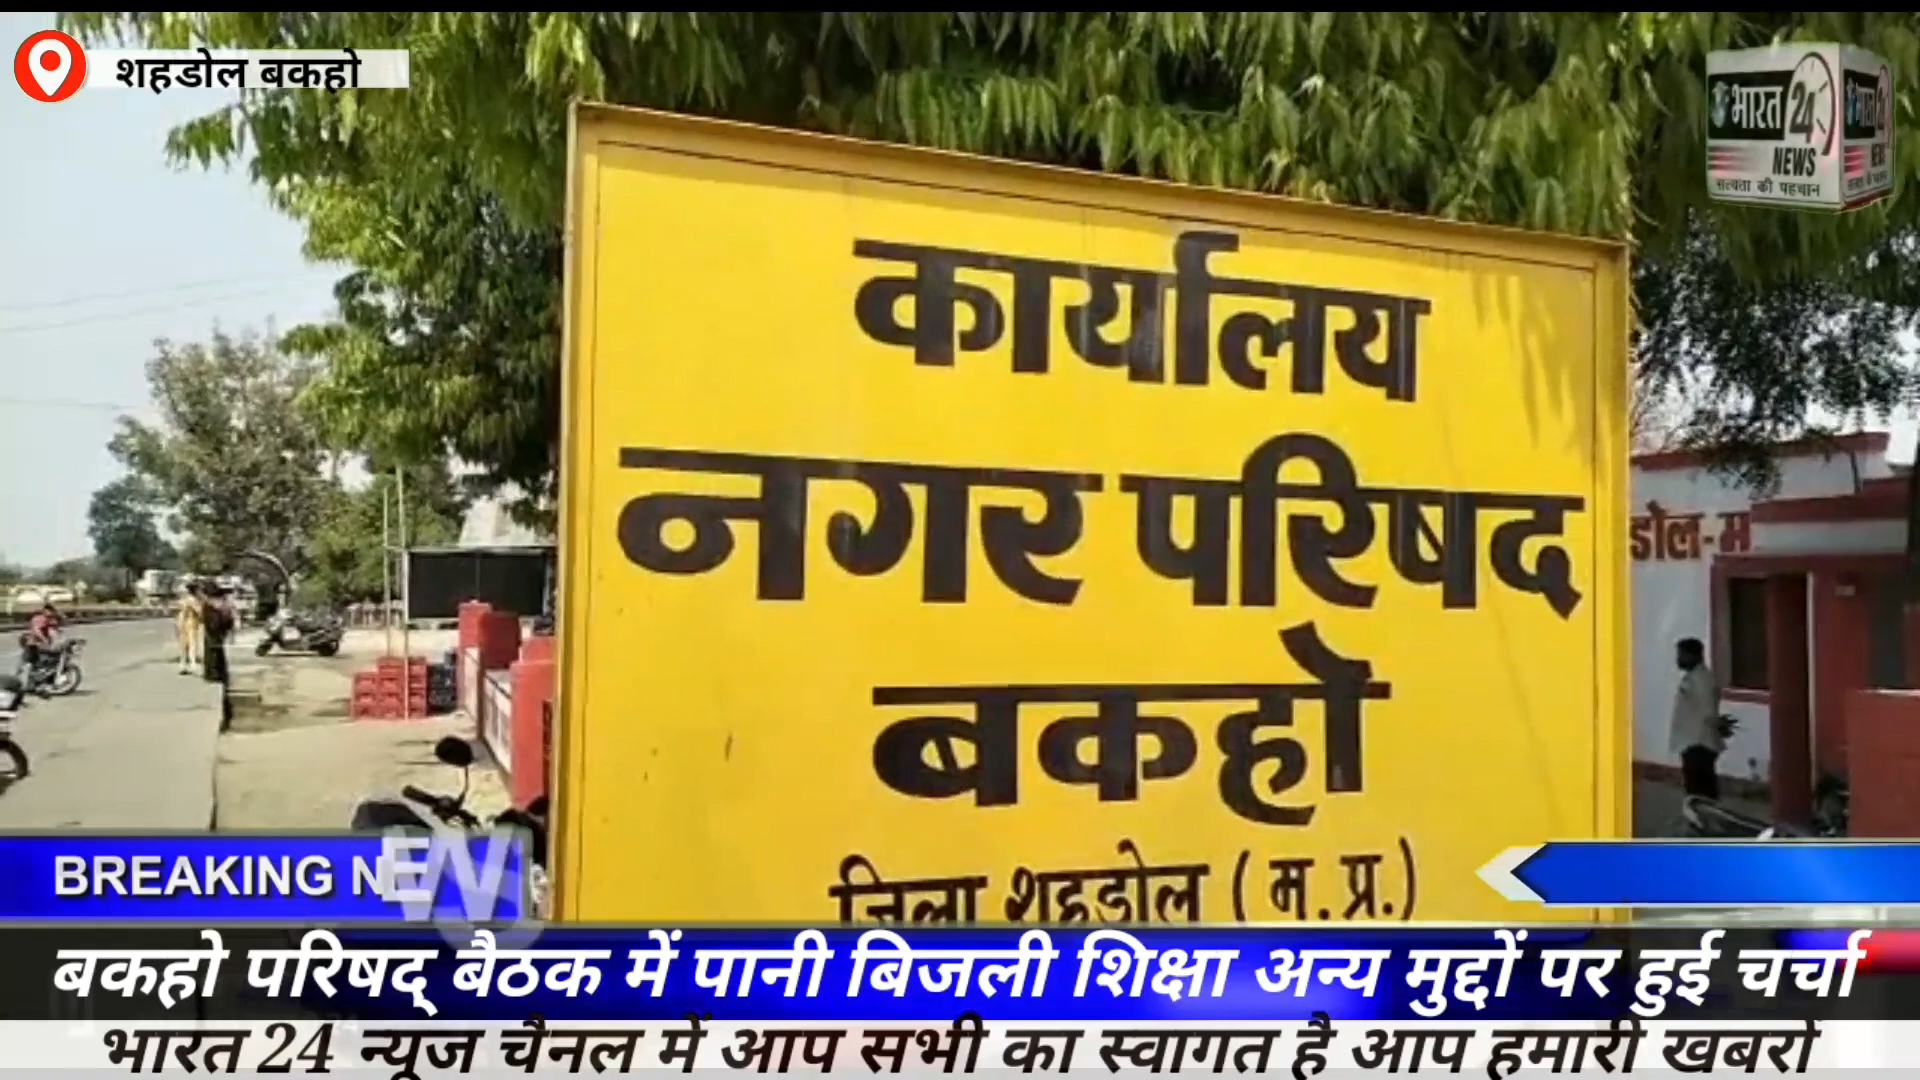 शहडोल बकहो
भारत 24
NEWS
सत्यता की पहचान
कार्यालय
नगर परिषद
बकहो
जिला शहडोल (म.प्र.)
डोल-म
BREAKING NEW
बकहो परिषद् बैठक में पानी बिजली शिक्षा अन्य मुद्दों पर हुई चर्चा
भारत 24 न्यूज चैनल में आप सभी का स्वागत है आप हमारी खबरों